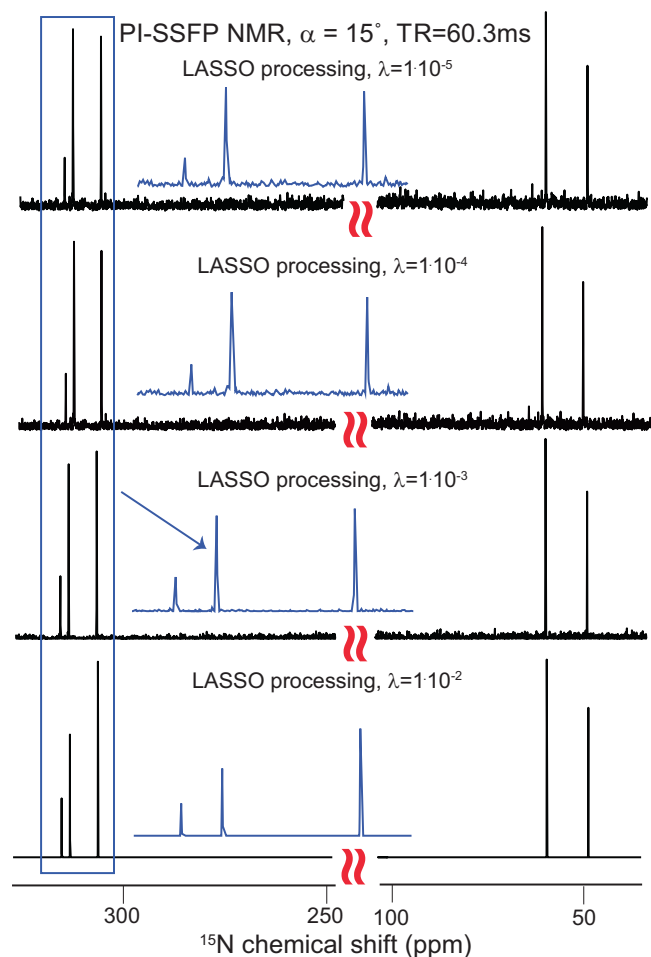 PI-SSFP NMR, α = 15˚, TR=60.3ms
LASSO processing, λ=1·10⁻⁵
LASSO processing, λ=1·10⁻⁴
LASSO processing, λ=1·10⁻³
LASSO processing, λ=1·10⁻²
300 250 100 50
¹⁵N chemical shift (ppm)